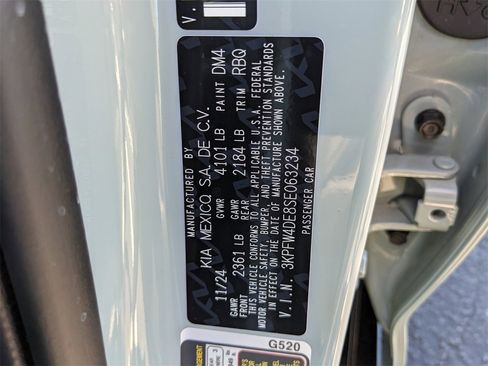 MANUFACTURED BY
KIA MEXICO, S.A. DE C.V.
11/24 GVWR 4101 LB PAINT DM4
GAWR FRONT 2361 LB GAWR REAR 2184 LB TRIM RBQ
THIS VEHICLE CONFORMS TO ALL APPLICABLE U.S.A. FEDERAL
MOTOR VEHICLE SAFETY, BUMPER, AND THEFT PREVENTION STANDARDS
IN EFFECT ON THE DATE OF MANUFACTURE SHOWN ABOVE.
V.I.N. 3KPFW4DE8SE063234
PASSENGER CAR
G520
V.